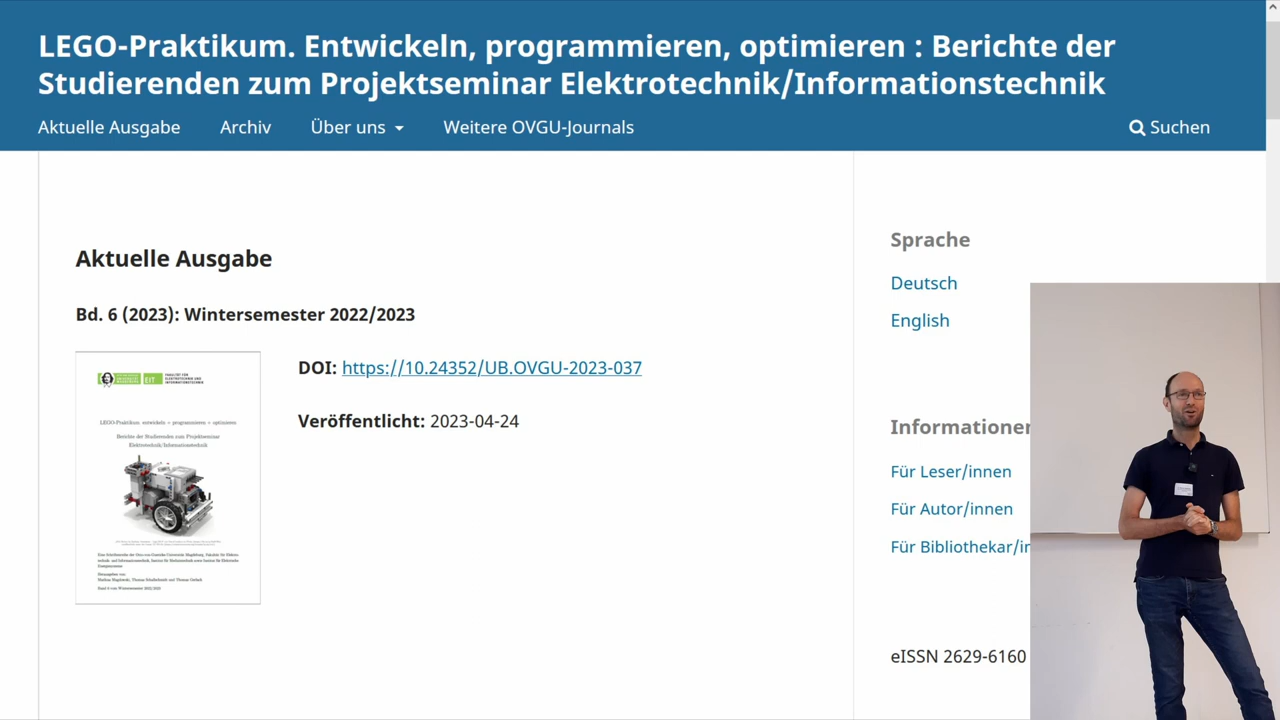 LEGO-Praktikum. Entwickeln, programmieren, optimieren : Berichte der
Studierenden zum Projektseminar Elektrotechnik/Informationstechnik
Aktuelle Ausgabe
Archiv
Über uns
Weitere OVGU-Journals
Suchen
Aktuelle Ausgabe
Bd. 6 (2023): Wintersemester 2022/2023
EIT
LEGO-Praktikum. entwickeln + programmieren + optimieren
Berichte der Studierenden zum Projektseminar
Elektrotechnik/Informationstechnik
DOI: https://10.24352/UB.OVGU-2023-037
Veröffentlicht: 2023-04-24
Sprache
Deutsch
English
Informationen
Für Leser/innen
Für Autor/innen
Für Bibliothekar/in
eISSN 2629-6160